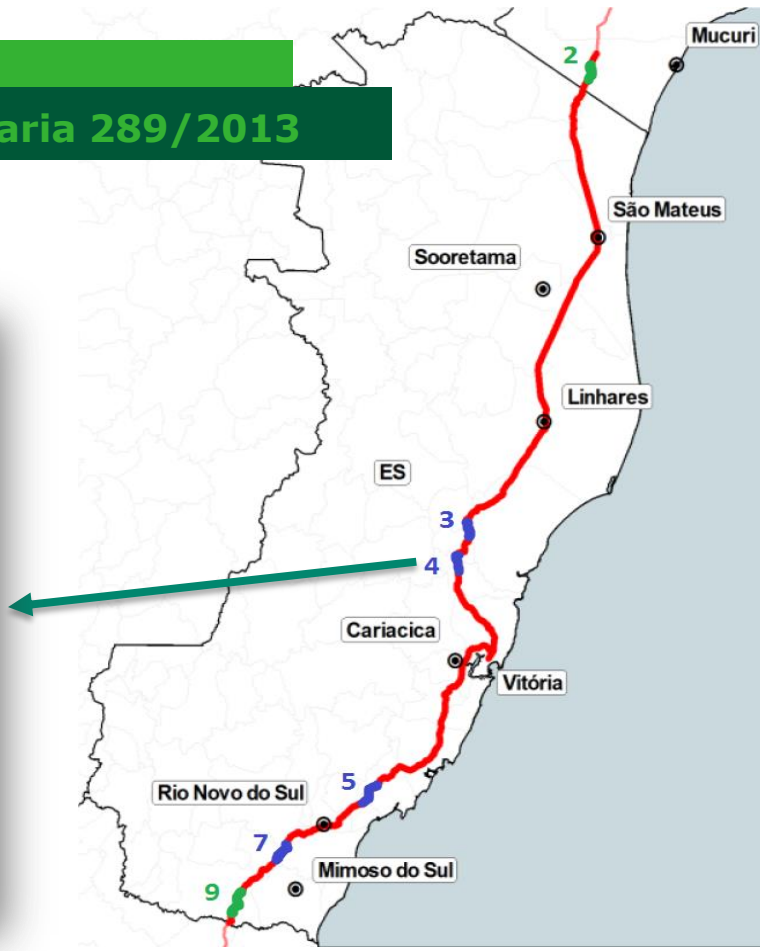 289/2013
2
Mucuri
São Mateus
Sooretama
Linhares
ES
3
4
Cariacica
Vitória
5
Rio Novo do Sul
7
Mimoso do Sul
9